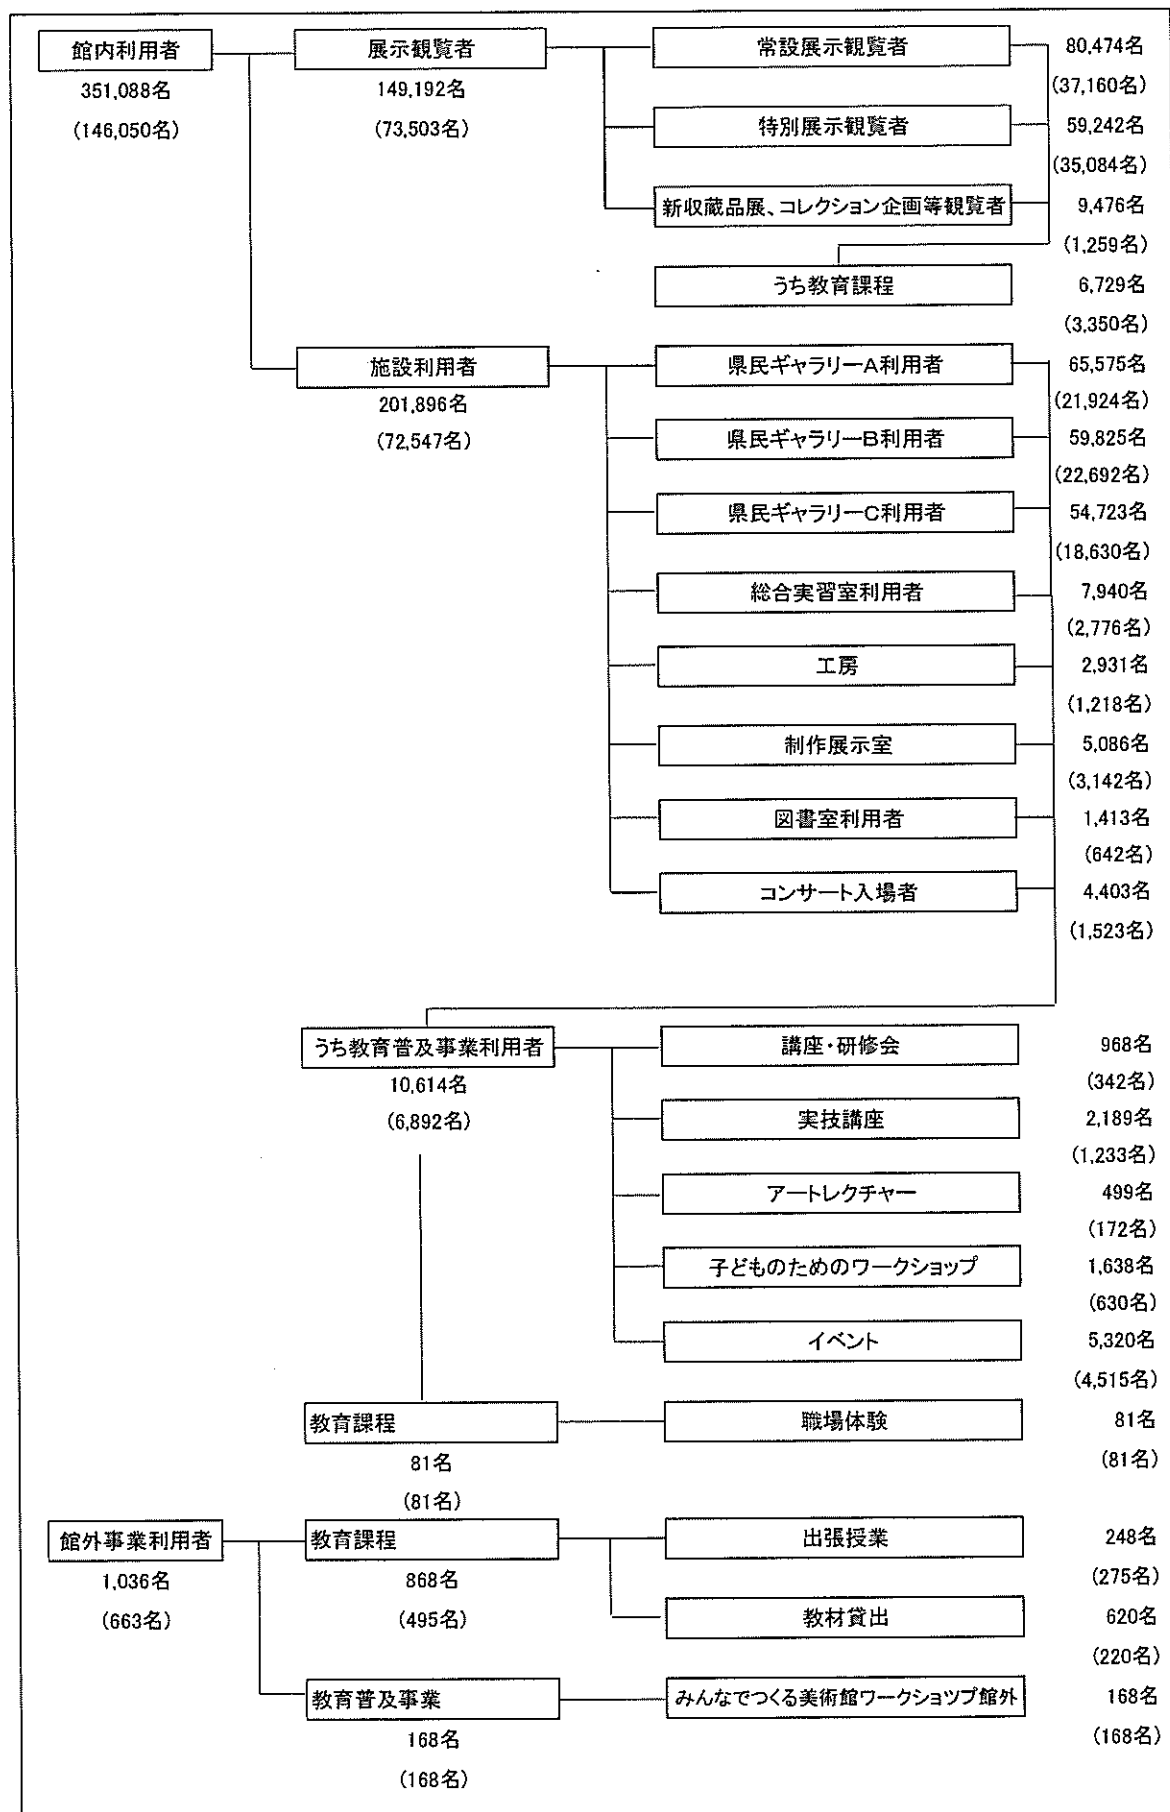 館内利用者 展示観覧者 常設展示観覧者 80,474名
351,088名 149,192名 (37,160名)
(146,050名) (73,503名) 特別展示観覧者 59,242名
(35,084名)
新収蔵品展、コレクション企画等観覧者 9,476名
(1,259名)
うち教育課程 6,729名
(3,350名)
施設利用者 県民ギャラリーA利用者 65,575名
201,896名 (21,924名)
(72,547名) 県民ギャラリーB利用者 59,825名
(22,692名)
県民ギャラリーC利用者 54,723名
(18,630名)
総合実習室利用者 7,940名
(2,776名)
工房 2,931名
(1,218名)
制作展示室 5,086名
(3,142名)
図書室利用者 1,413名
(642名)
コンサート入場者 4,403名
(1,523名)
うち教育普及事業利用者 講座・研修会 968名
10,614名 (342名)
(6,892名) 実技講座 2,189名
(1,233名)
アートレクチャー 499名
(172名)
子どものためのワークショップ 1,638名
(630名)
イベント 5,320名
(4,515名)
教育課程 職場体験 81名
81名 (81名)
(81名)
館外事業利用者 教育課程 出張授業 248名
1,036名 868名 (275名)
(663名) (495名) 教材貸出 620名
(220名)
教育普及事業 みんなでつくる美術館ワークショツプ館外 168名
168名 (168名)
(168名)